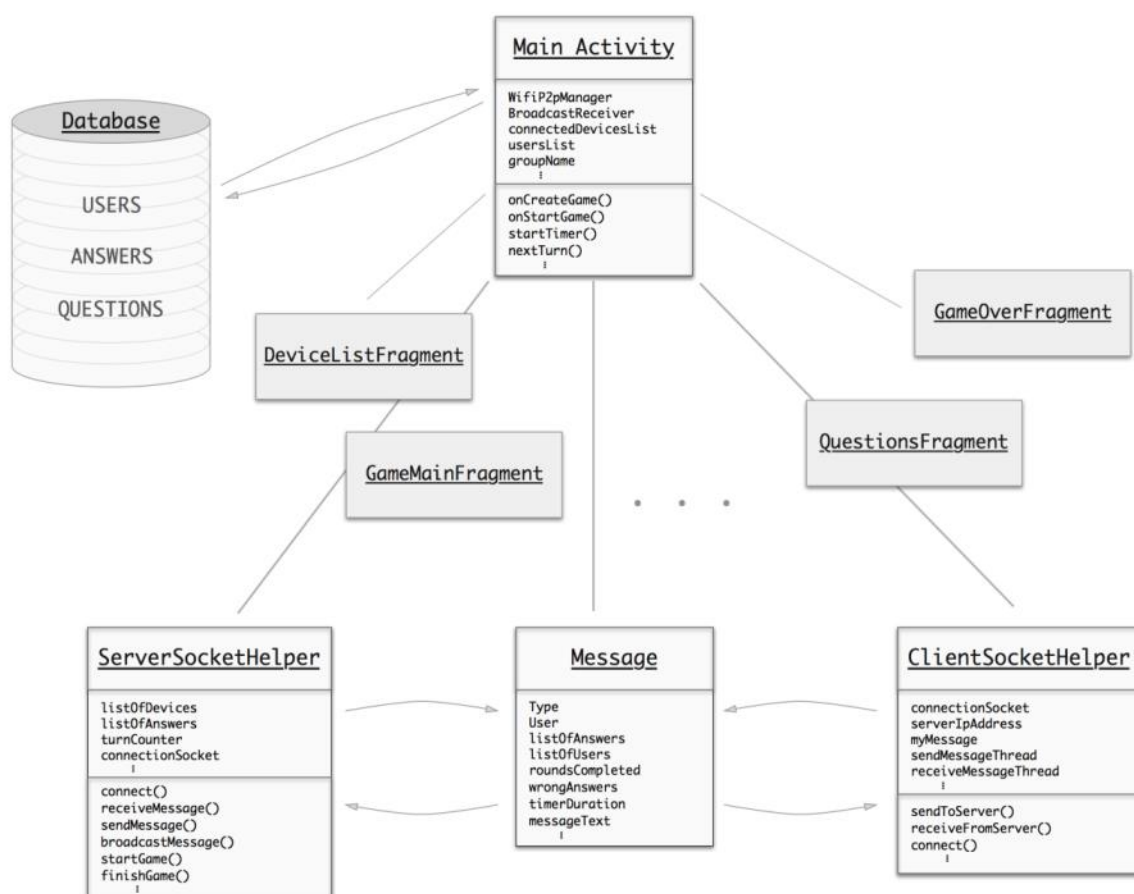 Main Activity
WifiP2pManager
BroadcastReceiver
connectedDevicesList
usersList
groupName
onCreateGame()
onStartGame()
startTimer()
nextTurn()
Database
USERS
ANSWERS
QUESTIONS
DeviceListFragment
GameMainFragment
GameOverFragment
QuestionsFragment
. . .
ServerSocketHelper
listOfDevices
listOfAnswers
turnCounter
connectionSocket
connect()
receiveMessage()
sendMessage()
broadcastMessage()
startGame()
finishGame()
Message
Type
User
listOfAnswers
listOfUsers
roundsCompleted
wrongAnswers
timerDuration
messageText
ClientSocketHelper
connectionSocket
serverIpAddress
myMessage
sendMessageThread
receiveMessageThread
sendToServer()
receiveFromServer()
connect()